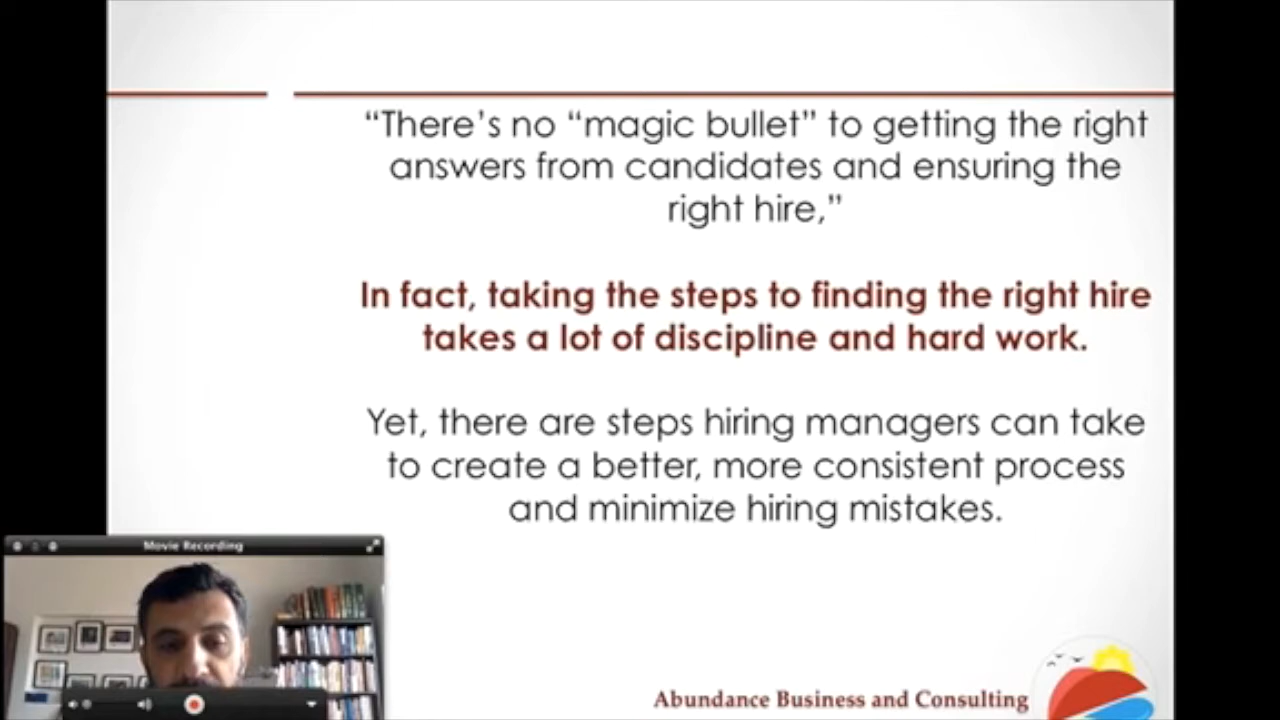 “There’s no “magic bullet” to getting the right
answers from candidates and ensuring the
right hire,”
In fact, taking the steps to finding the right hire
takes a lot of discipline and hard work.
Yet, there are steps hiring managers can take
to create a better, more consistent process
and minimize hiring mistakes.
Movie Recording
Abundance Business and Consulting